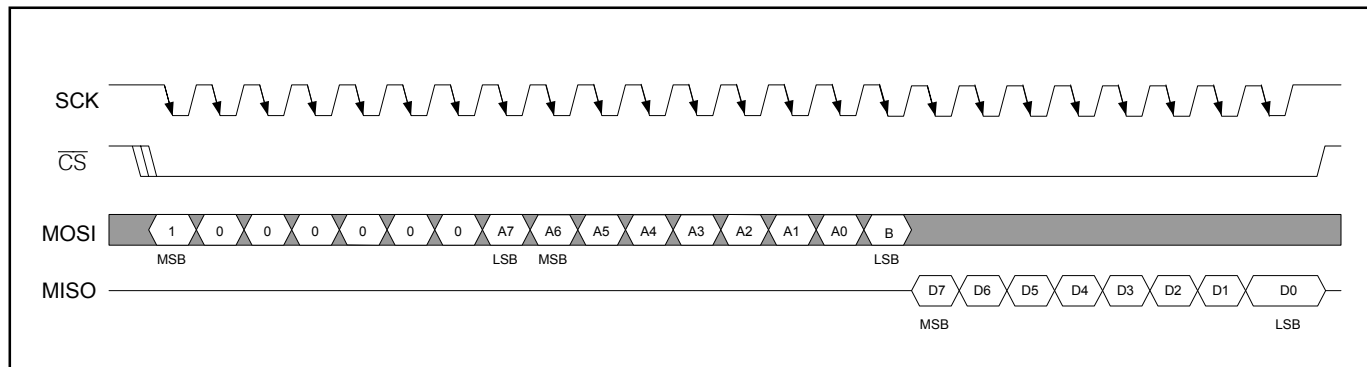 SCK
CS
MOSI 1 0 0 0 0 0 0 A7 A6 A5 A4 A3 A2 A1 A0 B
MSB LSB MSB LSB
MISO D7 D6 D5 D4 D3 D2 D1 D0
MSB LSB